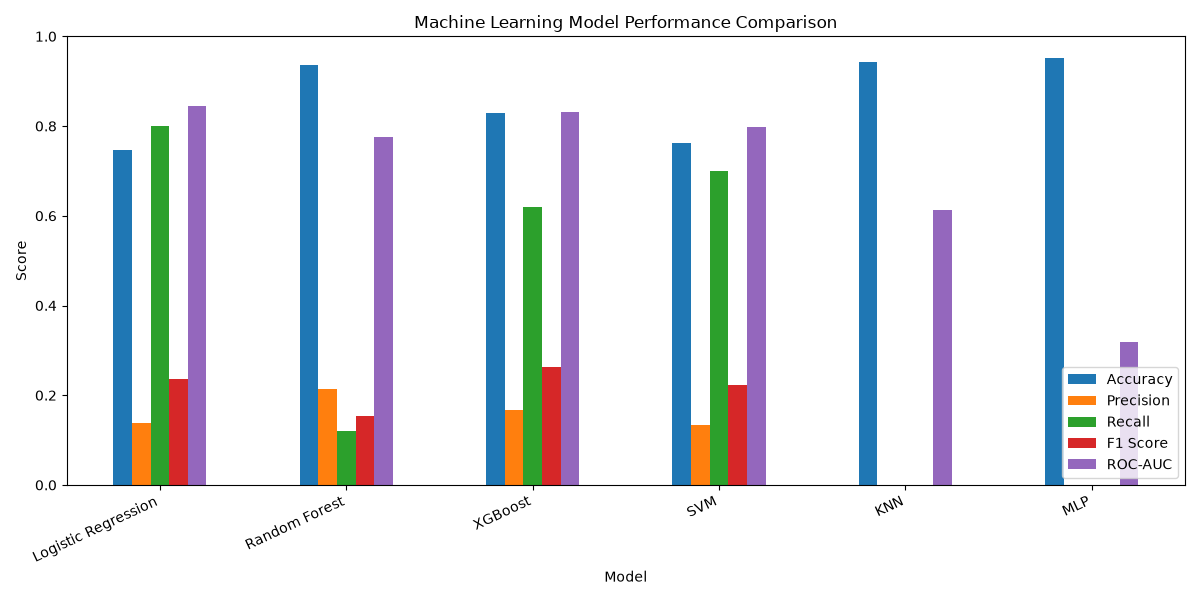 Machine Learning Model Performance Comparison
1.0
0.8
0.6
0.4
0.2
0.0
Score
Logistic Regression
Random Forest
XGBoost
SVM
KNN
MLP
Model
Accuracy
Precision
Recall
F1 Score
ROC-AUC